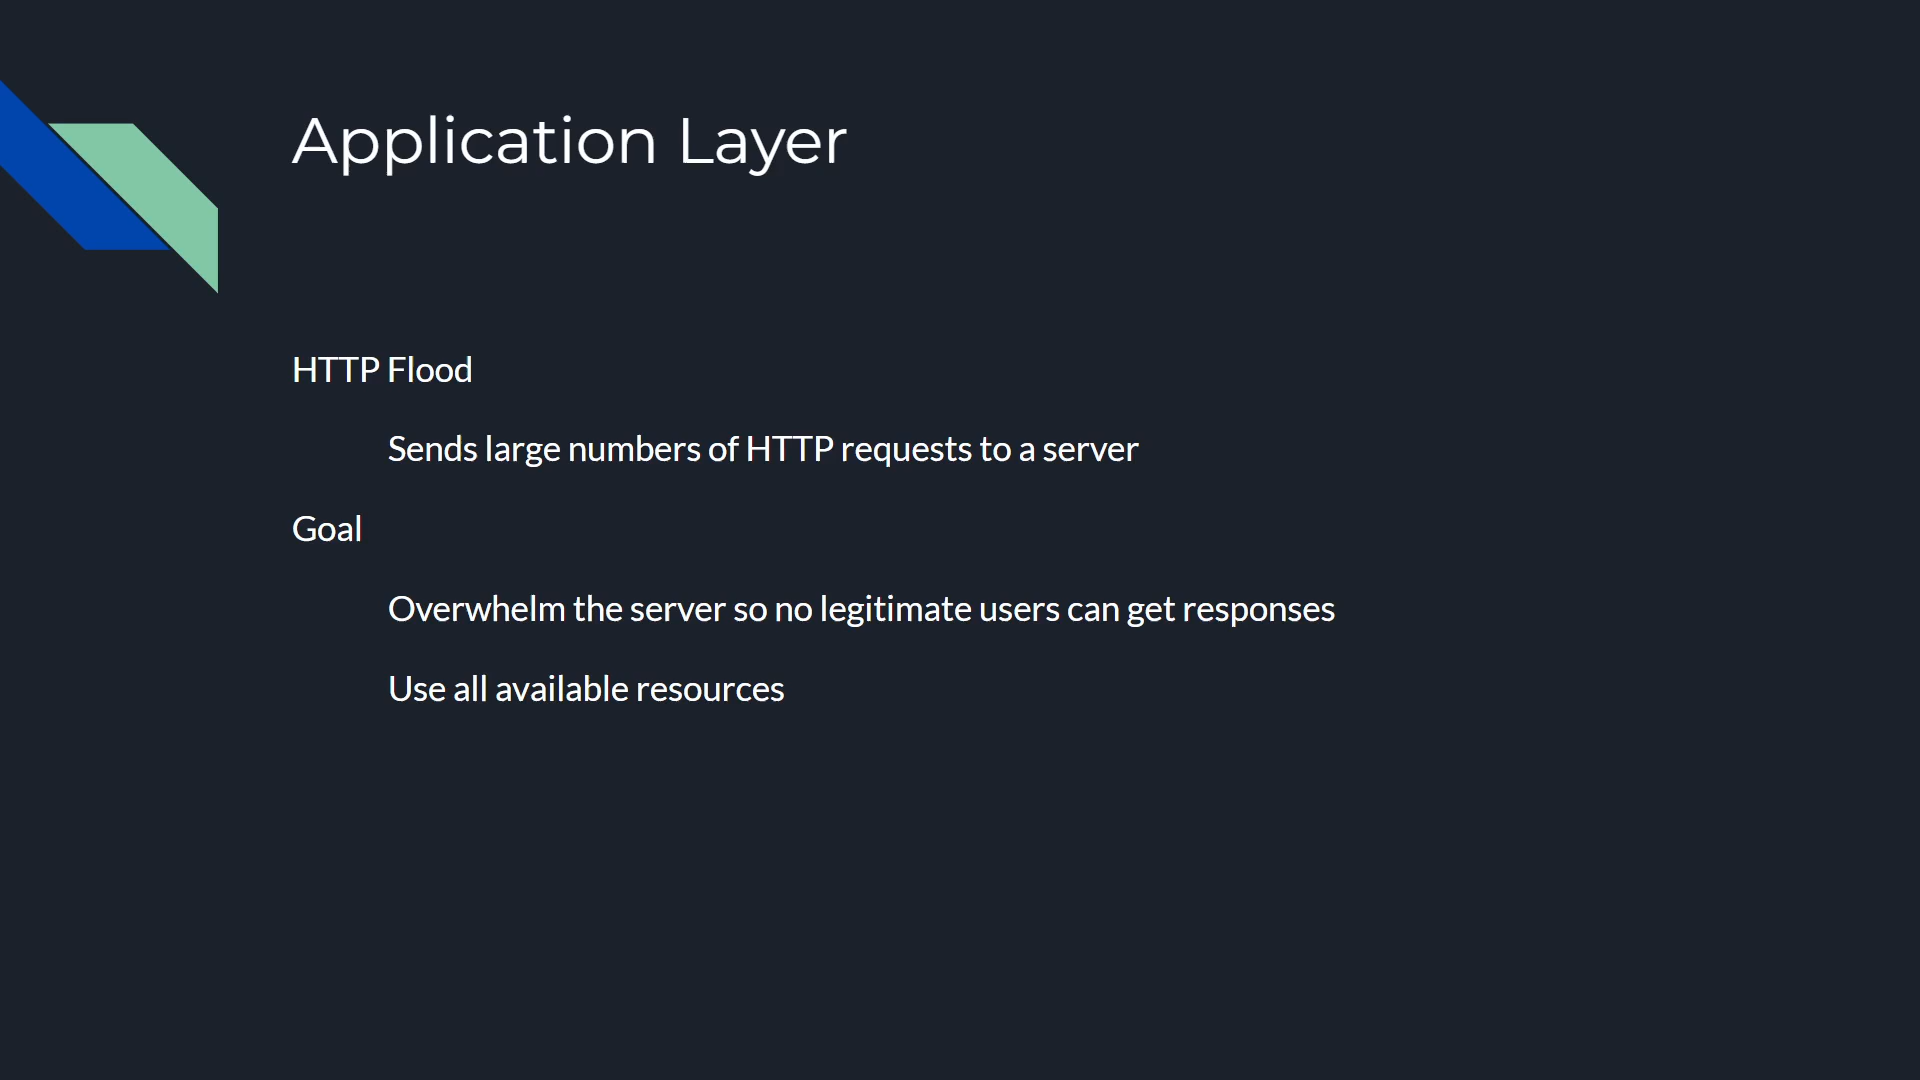 Application Layer
HTTP Flood
Sends large numbers of HTTP requests to a server
Goal
Overwhelm the server so no legitimate users can get responses
Use all available resources